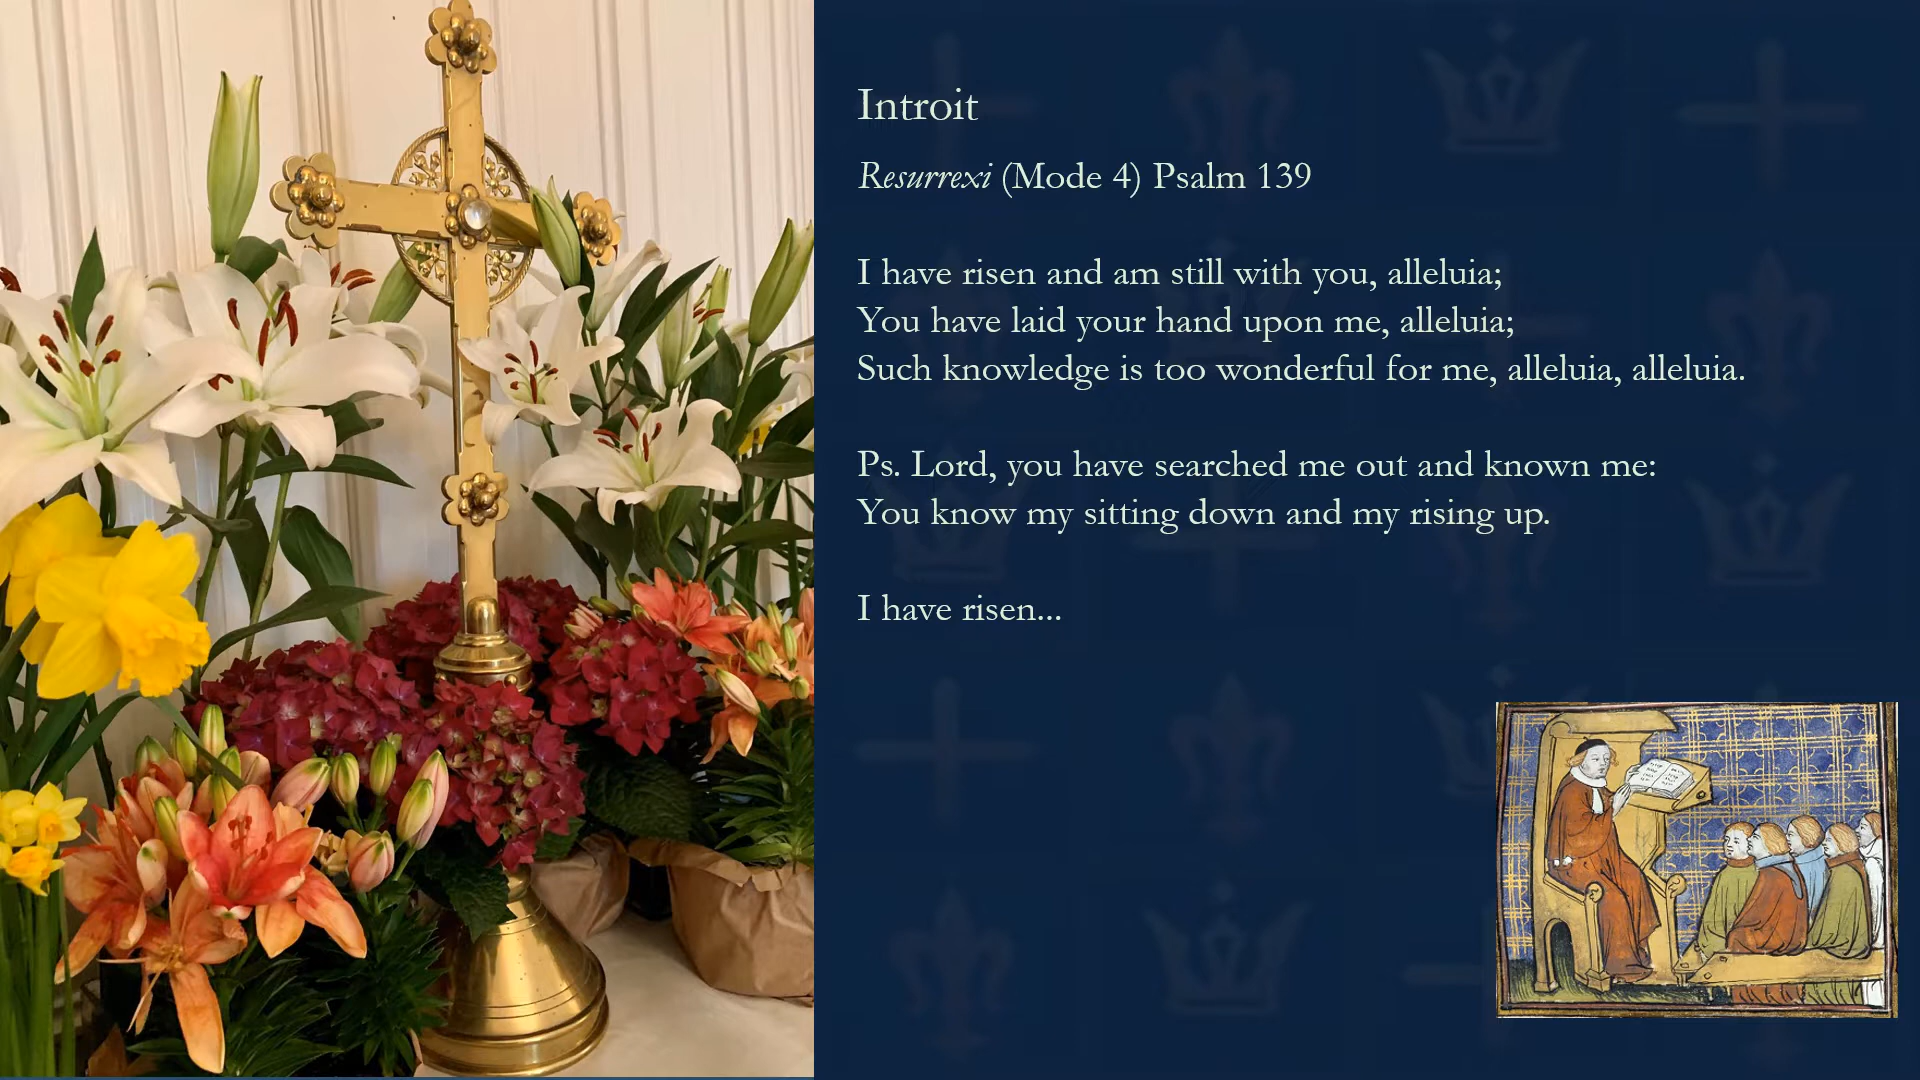 Introit
Resurrexi (Mode 4) Psalm 139
I have risen and am still with you, alleluia;
You have laid your hand upon me, alleluia;
Such knowledge is too wonderful for me, alleluia, alleluia.
Ps. Lord, you have searched me out and known me:
You know my sitting down and my rising up.
I have risen...